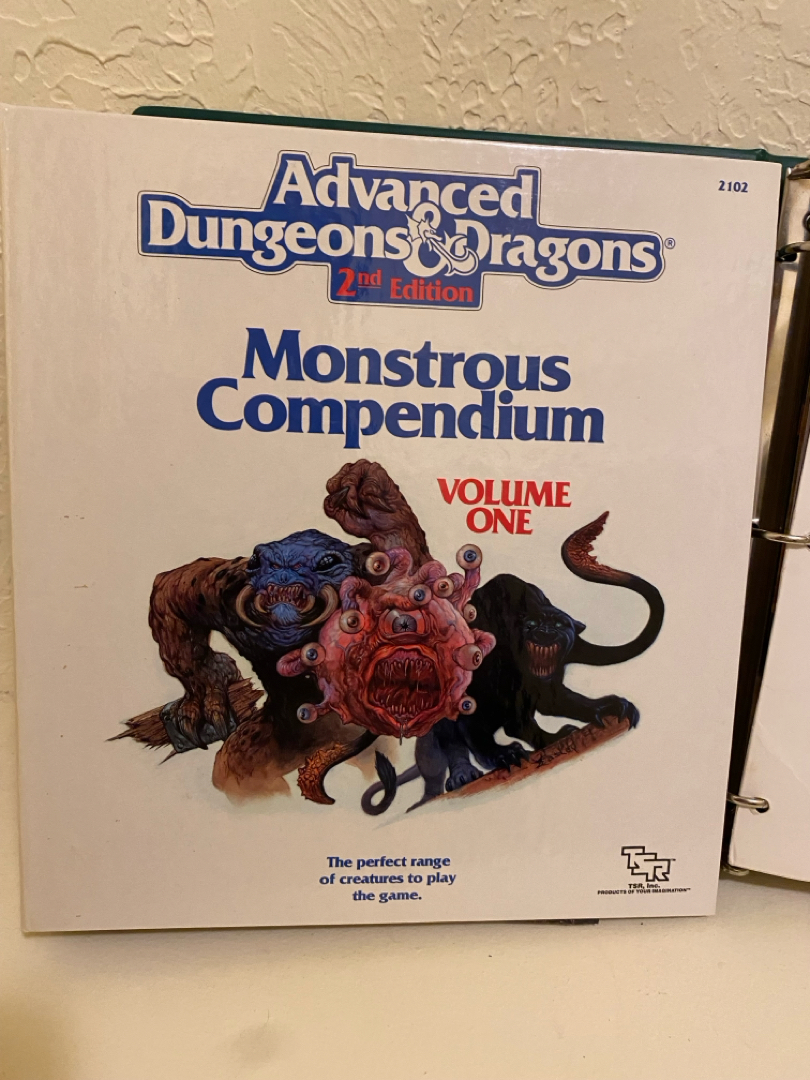 2102
Advanced
Dungeons & Dragons®
2nd Edition
Monstrous
Compendium
VOLUME
ONE
The perfect range
of creatures to play
the game.
TSR™
TSR, Inc.
PRODUCTS OF YOUR IMAGINATION™